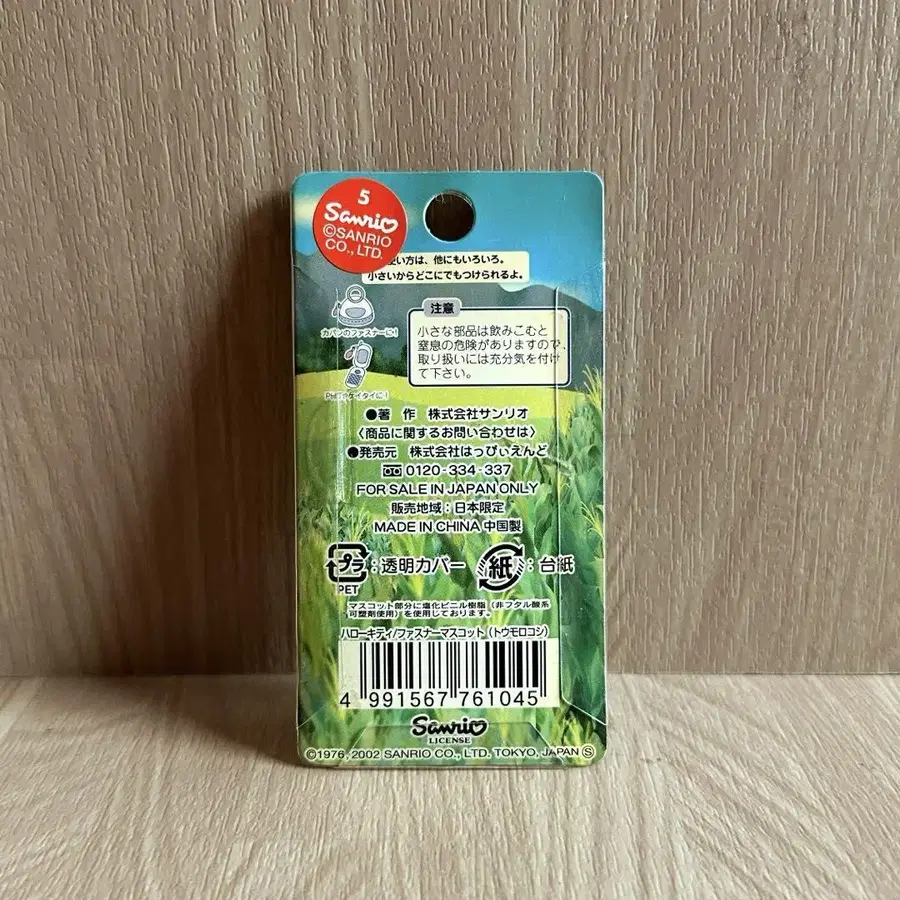 5
Sanrio
©SANRIO
CO., LTD.
い方は、他にもいろいろ。
小さいからどこにでもつけられるよ。
カバンのファスナーに!
注意
小さな部品は飲みこむと
窒息の危険がありますので、
取り扱いには充分気を付け
て下さい。
ケイタイに!
●著 作 株式会社サンリオ
〈商品に関するお問い合わせは〉
●発売元 株式会社はっぴぃえんど
0120-334-337
FOR SALE IN JAPAN ONLY
販売地域:日本限定
MADE IN CHINA 中国製
プラ:透明カバー 紙:台紙
PET
マスコット部分に塩化ビニル樹脂(非フタル酸系
可塑剤使用)を使用しております。
ハローキティ/ファスナーマスコット(トウモロコシ)
4 991567 761045
Sanrio
LICENSE
©1976, 2002 SANRIO CO., LTD. TOKYO, JAPAN Ⓢ